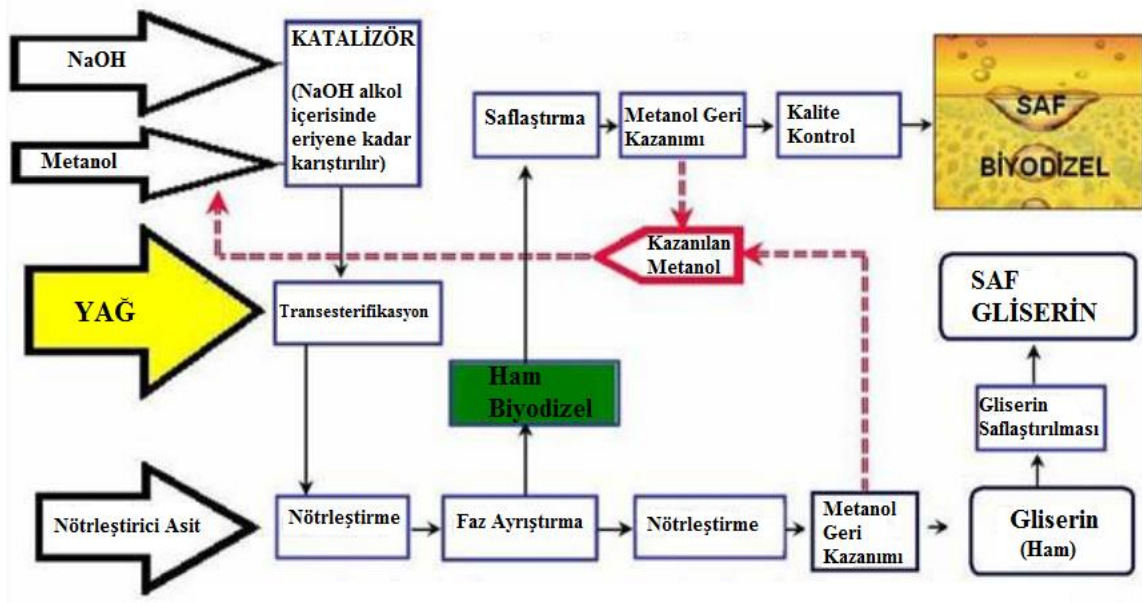 NaOH
Metanol
KATALİZÖR
(NaOH alkol
içerisinde
eriyene kadar
karıştırılır)
Saflaştırma
Metanol Geri
Kazanımı
Kalite
Kontrol
SAF
BİYODİZEL
YAĞ
Transesterifikasyon
Kazanılan
Metanol
SAF
GLİSERİN
Ham
Biyodizel
Gliserin
Saflaştırılması
Nötrleştirici Asit
Nötrleştirme
Faz Ayrıştırma
Nötrleştirme
Metanol
Geri
Kazanımı
Gliserin
(Ham)